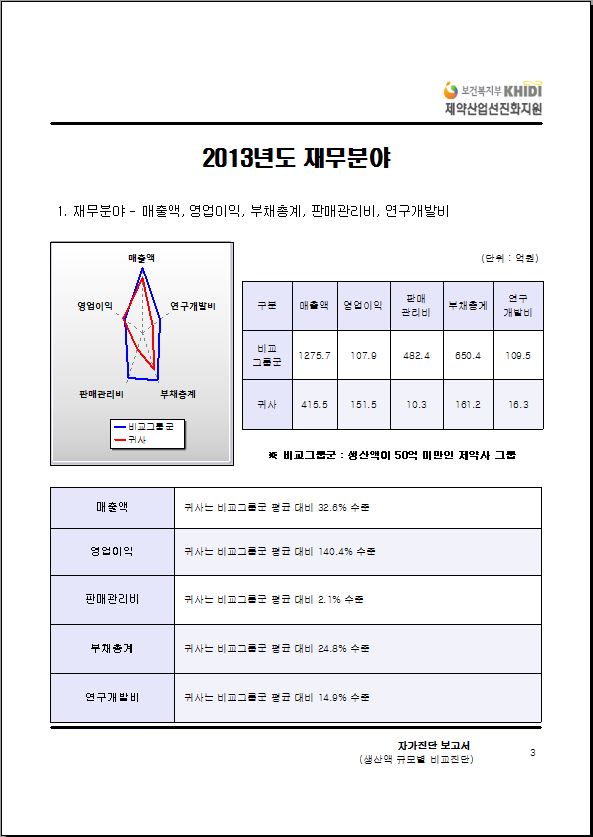 보건복지부 KHIDI
제약산업선진화지원
2013년도 재무분야
1. 재무분야 - 매출액, 영업이익, 부채총계, 판매관리비, 연구개발비
매출액
영업이익 연구개발비
판매관리비 부채총계
비교그룹군
귀사
(단위 : 억원)
구분 매출액 영업이익 판매 관리비 부채총계 연구 개발비
비교 그룹군 1275.7 107.9 482.4 650.4 109.5
귀사 415.5 151.5 10.3 161.2 16.3
※ 비교그룹군 : 생산액이 50억 미만인 제약사 그룹
매출액 귀사는 비교그룹군 평균 대비 32.6% 수준
영업이익 귀사는 비교그룹군 평균 대비 140.4% 수준
판매관리비 귀사는 비교그룹군 평균 대비 2.1% 수준
부채총계 귀사는 비교그룹군 평균 대비 24.8% 수준
연구개발비 귀사는 비교그룹군 평균 대비 14.9% 수준
자가진단 보고서
(생산액 규모별 비교진단)
3